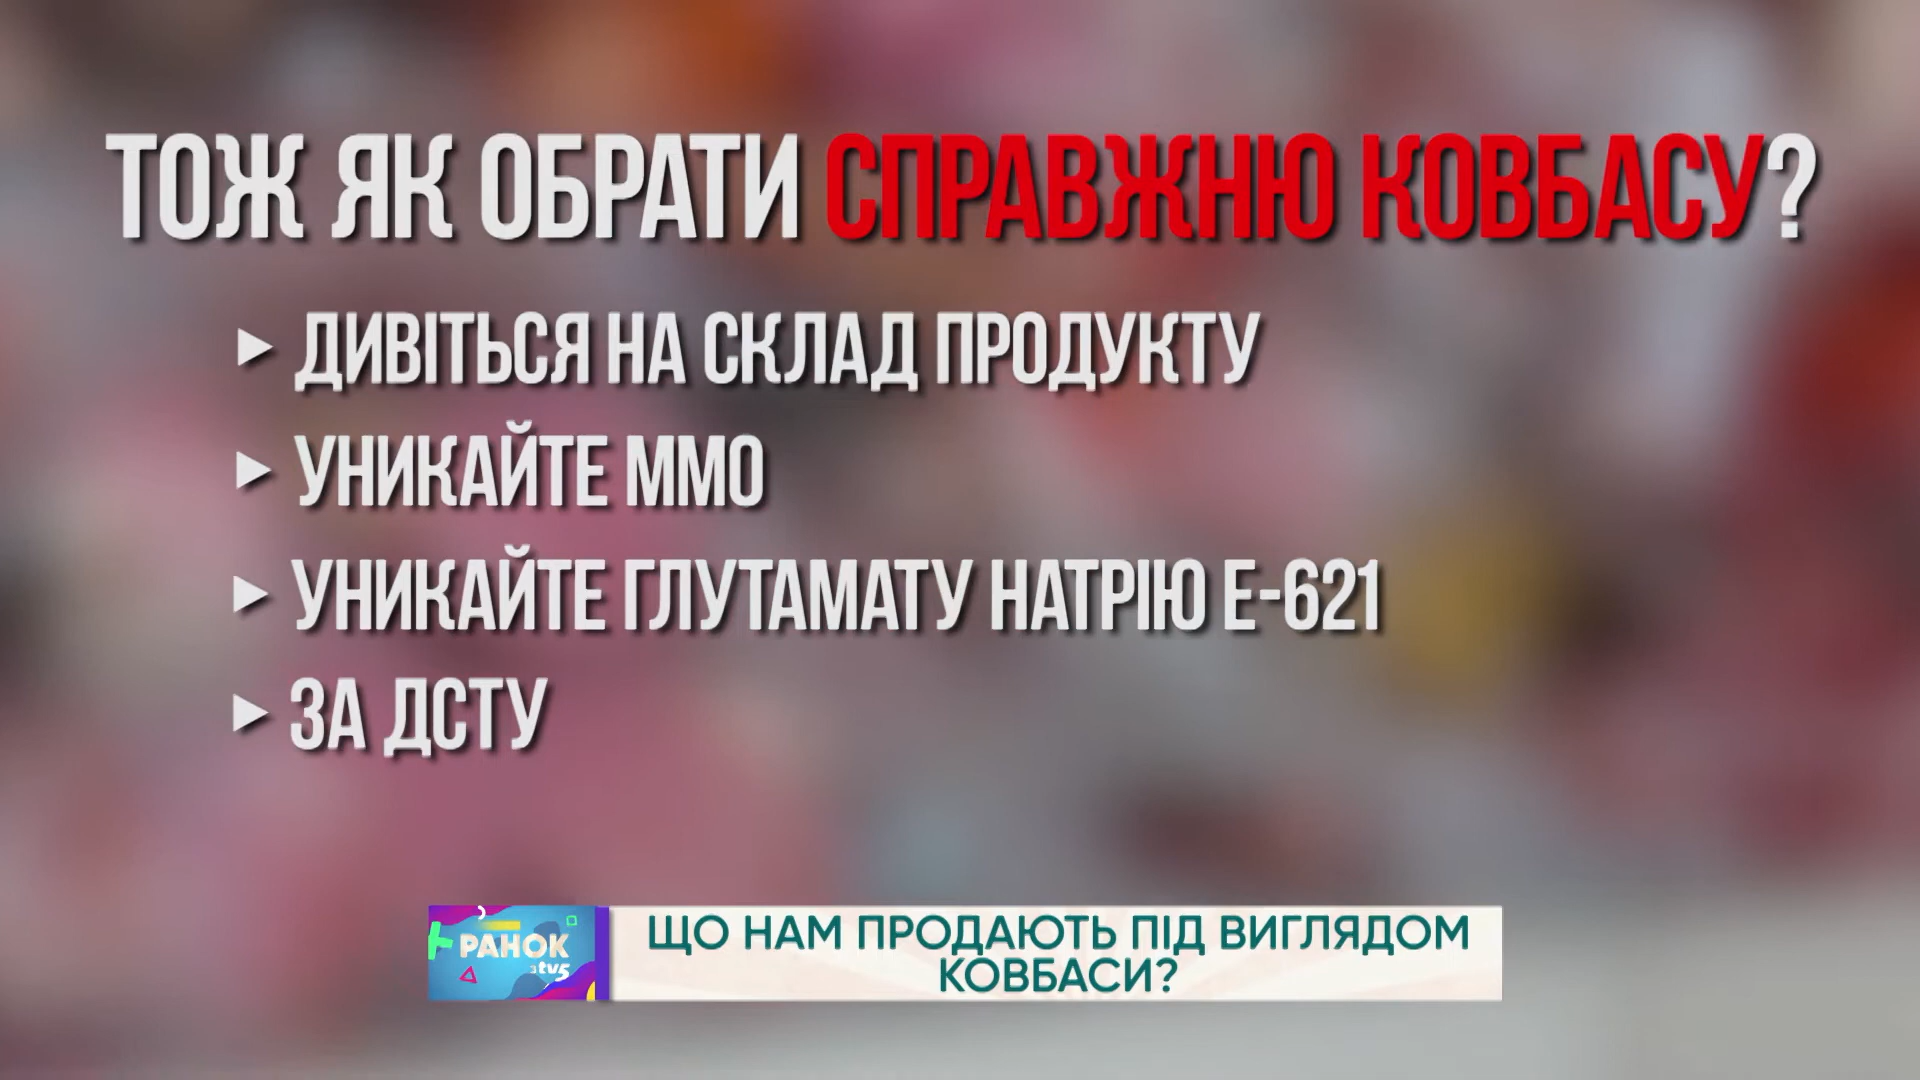 ТОЖ ЯК ОБРАТИ СПРАВЖНЮ КОВБАСУ?
ДИВІТЬСЯ НА СКЛАД ПРОДУКТУ
УНИКАЙТЕ ММО
УНИКАЙТЕ ГЛУТАМАТУ НАТРІЮ Е-621
ЗА ДСТУ
РАНОК
з tv5
ЩО НАМ ПРОДАЮТЬ ПІД ВИГЛЯДОМ
КОВБАСИ?